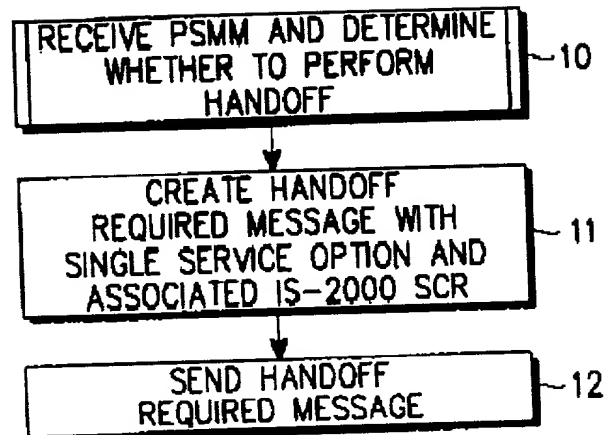 RECEIVE PSMM AND DETERMINE
WHETHER TO PERFORM
HANDOFF
10
CREATE HANDOFF
REQUIRED MESSAGE WITH
SINGLE SERVICE OPTION AND
ASSOCIATED IS-2000 SCR
11
SEND HANDOFF
REQUIRED MESSAGE
12